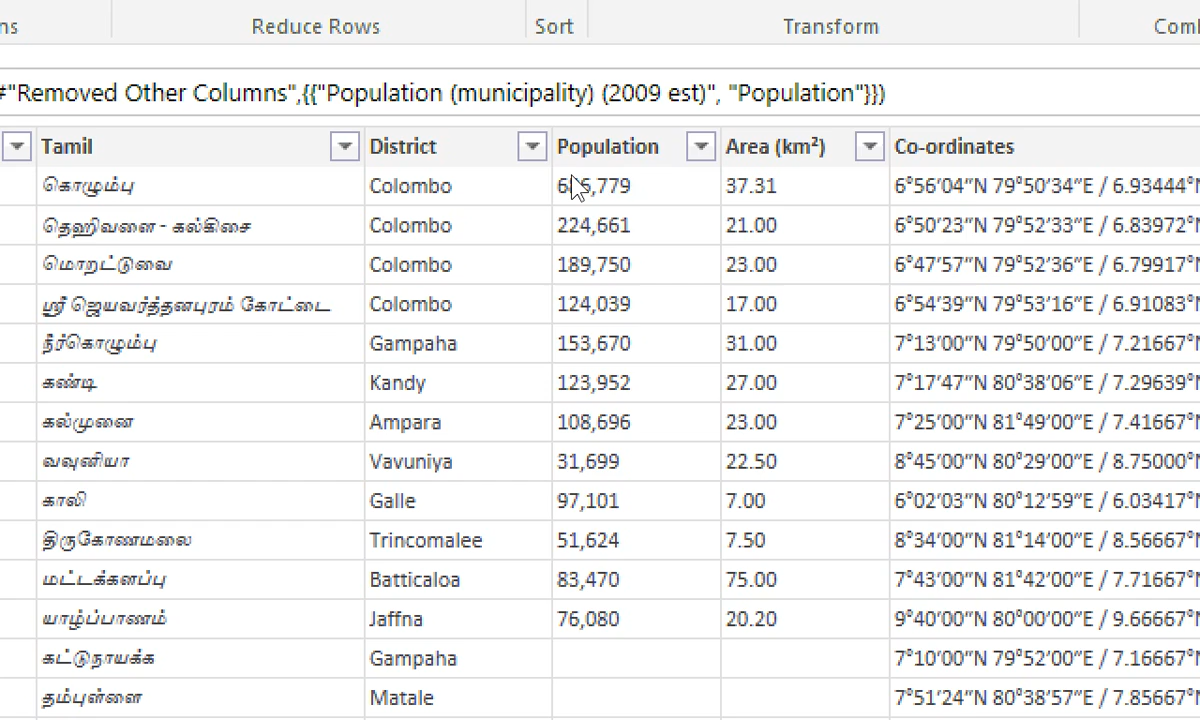 ns Reduce Rows Sort Transform Coml
#"Removed Other Columns",{{"Population (municipality) (2009 est)", "Population"}})
Tamil District Population Area (km²) Co-ordinates
கொழும்பு Colombo 37.31 6°56′04″N 79°50′34″E / 6.93444°N
தெஹிவளை - கல்கிசை Colombo 224,661 21.00 6°50′23″N 79°52′33″E / 6.83972°N
மொறட்டுவை Colombo 189,750 23.00 6°47′57″N 79°52′36″E / 6.79917°N
ஸ்ரீ ஜெயவர்த்தனபுரம் கோட்டை Colombo 124,039 17.00 6°54′39″N 79°53′16″E / 6.91083°N
நீர்கொழும்பு Gampaha 153,670 31.00 7°13′00″N 79°50′00″E / 7.21667°N
கண்டி Kandy 123,952 27.00 7°17′47″N 80°38′06″E / 7.29639°N
கல்முனை Ampara 108,696 23.00 7°25′00″N 81°49′00″E / 7.41667°N
வவுனியா Vavuniya 31,699 22.50 8°45′00″N 80°29′00″E / 8.75000°N
காலி Galle 97,101 7.00 6°02′03″N 80°12′59″E / 6.03417°N
திருகோணமலை Trincomalee 51,624 7.50 8°34′00″N 81°14′00″E / 8.56667°N
மட்டக்களப்பு Batticaloa 83,470 75.00 7°43′00″N 81°42′00″E / 7.71667°N
யாழ்ப்பாணம் Jaffna 76,080 20.20 9°40′00″N 80°00′00″E / 9.66667°N
கட்டுநாயக்க Gampaha 7°10′00″N 79°52′00″E / 7.16667°N
தம்புள்ளை Matale 7°51′24″N 80°38′57″E / 7.85667°N